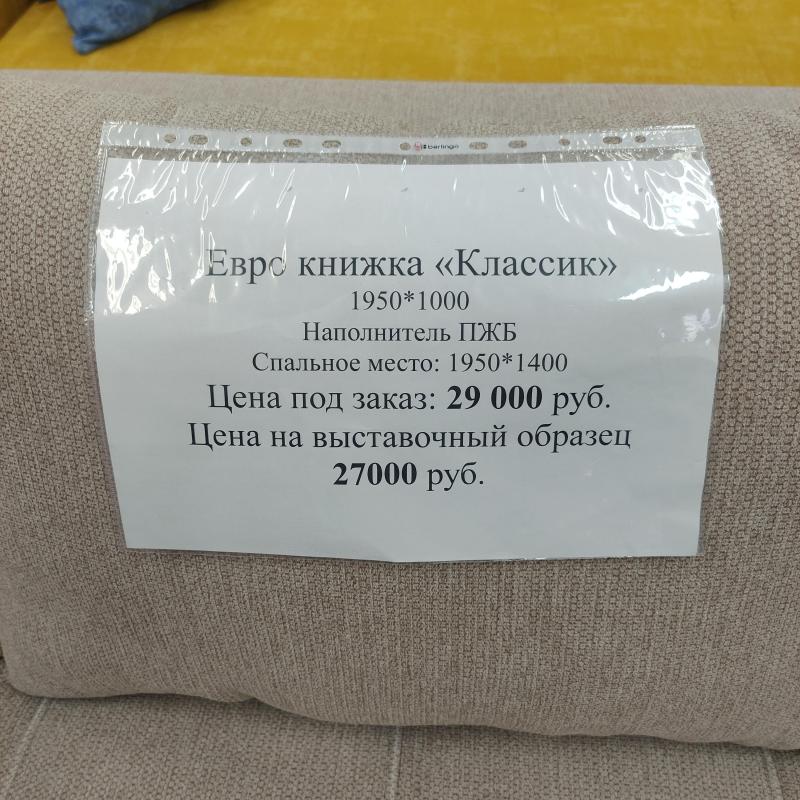 berlingo
Евро книжка «Классик»
1950*1000
Наполнитель ПЖБ
Спальное место: 1950*1400
Цена под заказ: 29 000 руб.
Цена на выставочный образец
27000 руб.